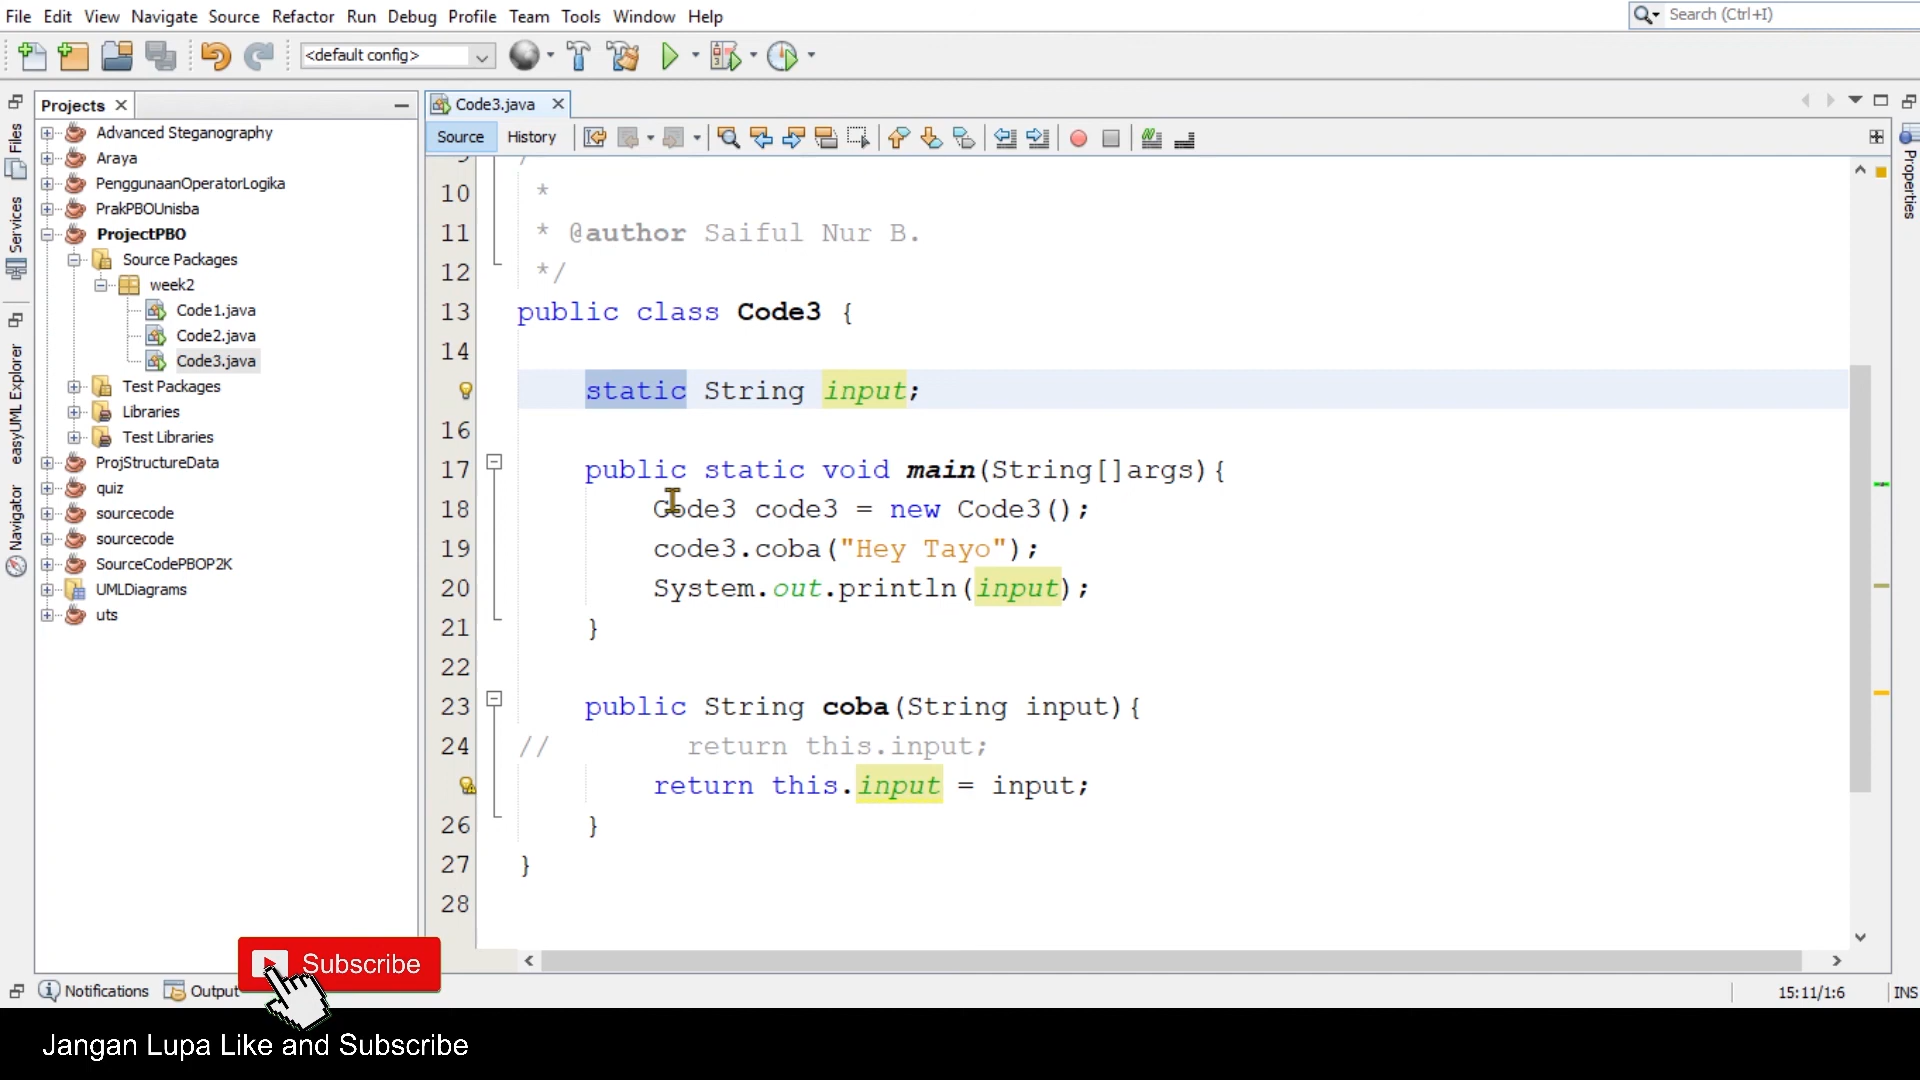 File Edit View Navigate Source Refactor Run Debug Profile Team Tools Window Help
Search (Ctrl+I)
<default config>
Projects
Code3.java
Files
Services
easyUML Explorer
Navigator
Properties
Source History
Advanced Steganography
Araya
PenggunaanOperatorLogika
PrakPBOUnisba
ProjectPBO
Source Packages
week2
Code1.java
Code2.java
Code3.java
Test Packages
Libraries
Test Libraries
ProjStructureData
quiz
sourcecode
sourcecode
SourceCodePBOP2K
UMLDiagrams
uts
10 *
11 * @author Saiful Nur B.
12 */
13 public class Code3 {
14
static String input;
16
17 public static void main(String[]args){
18 Code3 code3 = new Code3();
19 code3.coba("Hey Tayo");
20 System.out.println(input);
21 }
22
23 public String coba(String input){
24 // return this.input;
return this.input = input;
26 }
27 }
28
Subscribe
Notifications Output
15:11/1:6 INS
Jangan Lupa Like and Subscribe